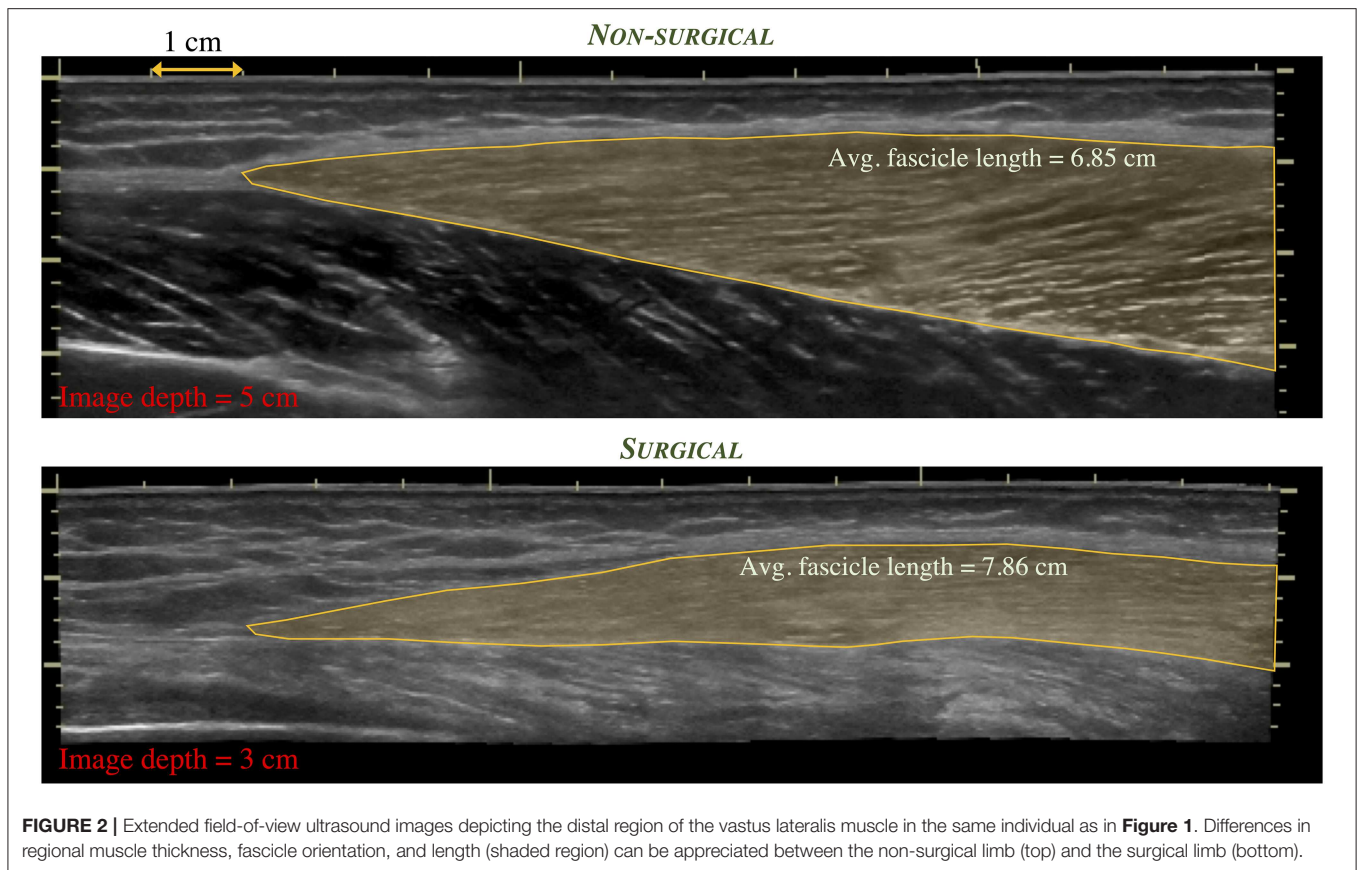 NON-SURGICAL
1 cm
Avg. fascicle length = 6.85 cm
Image depth = 5 cm
SURGICAL
Avg. fascicle length = 7.86 cm
Image depth = 3 cm
FIGURE 2 | Extended field-of-view ultrasound images depicting the distal region of the vastus lateralis muscle in the same individual as in Figure 1. Differences in
regional muscle thickness, fascicle orientation, and length (shaded region) can be appreciated between the non-surgical limb (top) and the surgical limb (bottom).